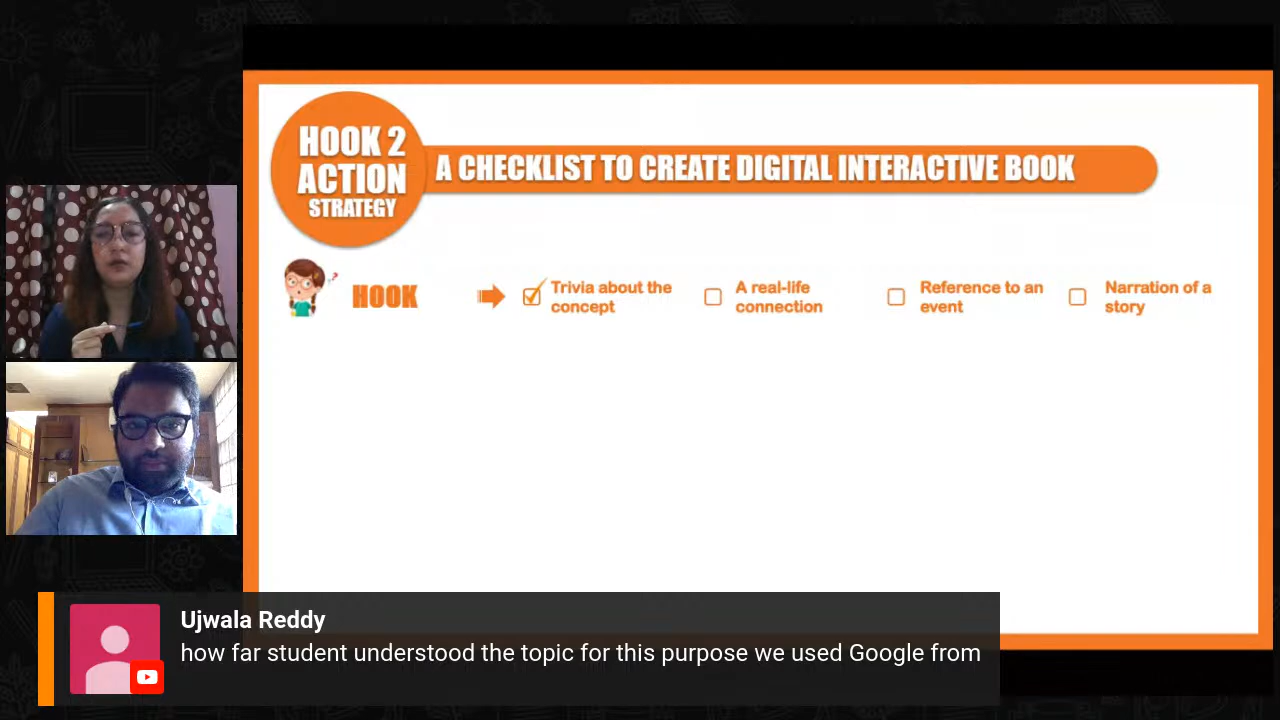 HOOK 2
ACTION
STRATEGY
A CHECKLIST TO CREATE DIGITAL INTERACTIVE BOOK
HOOK
Trivia about the
concept
A real-life
connection
Reference to an
event
Narration of a
story
Ujwala Reddy
how far student understood the topic for this purpose we used Google from